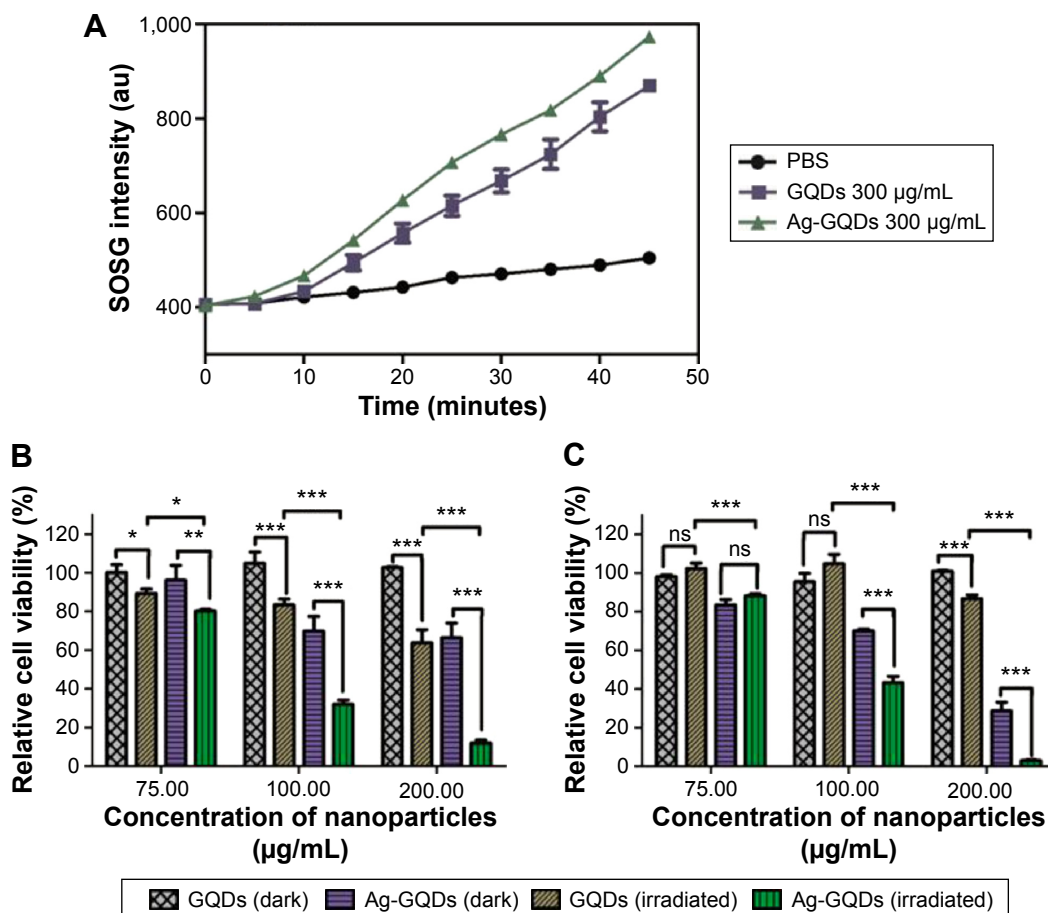 A
SOSG intensity (au)
1,000
800
600
400
0 10 20 30 40 50
Time (minutes)
PBS
GQDs 300 µg/mL
Ag-GQDs 300 µg/mL
B
Relative cell viability (%)
120
100
80
60
40
20
0
* * **
*** *** ***
*** *** ***
75.00 100.00 200.00
Concentration of nanoparticles
(µg/mL)
C
Relative cell viability (%)
120
100
80
60
40
20
0
ns *** ns
ns *** ***
*** *** ***
75.00 100.00 200.00
Concentration of nanoparticles
(µg/mL)
GQDs (dark) Ag-GQDs (dark) GQDs (irradiated) Ag-GQDs (irradiated)